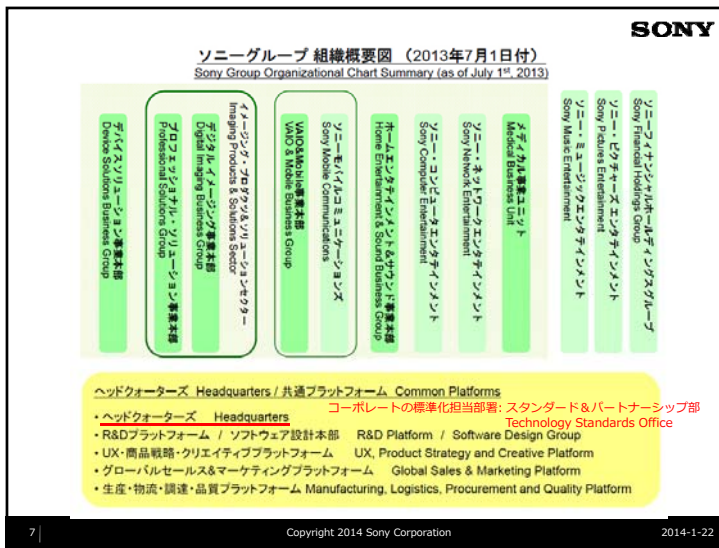 SONY
ソニーグループ 組織概要図 （2013年7月1日付）
Sony Group Organizational Chart Summary (as of July 1st, 2013)
デバイスソリューション事業本部
Device Solutions Business Group
プロフェッショナル・ソリューション事業本部
Professional Solutions Group
デジタルイメージング事業本部
Digital Imaging Business Group
イメージング・プロダクツ&ソリューションセクター
Imaging Products & Solutions Sector
VAIO&Mobile事業本部
VAIO & Mobile Business Group
ソニーモバイルコミュニケーションズ
Sony Mobile Communications
ホームエンタテインメント&サウンド事業本部
Home Entertainment & Sound Business Group
ソニー・コンピュータエンタテインメント
Sony Computer Entertainment
ソニー・ネットワークエンタテインメント
Sony Network Entertainment
メディカル事業ユニット
Medical Business Unit
ソニー・ミュージックエンタテインメント
Sony Music Entertainment
ソニー・ピクチャーズエンタテインメント
Sony Pictures Entertainment
ソニーフィナンシャルホールディングスグループ
Sony Financial Holdings Group
ヘッドクォーターズ Headquarters / 共通プラットフォーム Common Platforms
・ヘッドクォーターズ Headquarters
コーポレートの標準化担当部署: スタンダード＆パートナーシップ部
Technology Standards Office
・R&Dプラットフォーム / ソフトウェア設計本部 R&D Platform / Software Design Group
・UX・商品戦略・クリエイティブプラットフォーム UX, Product Strategy and Creative Platform
・グローバルセールス&マーケティングプラットフォーム Global Sales & Marketing Platform
・生産・物流・調達・品質プラットフォーム Manufacturing, Logistics, Procurement and Quality Platform
7
Copyright 2014 Sony Corporation
2014-1-22